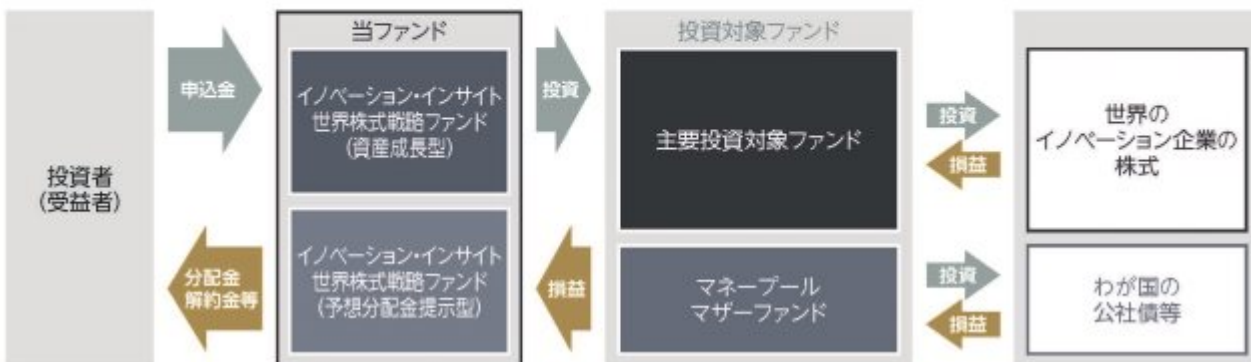 投資者
(受益者)
申込金
分配金
解約金等
当ファンド
イノベーション・インサイト
世界株式戦略ファンド
(資産成長型)
イノベーション・インサイト
世界株式戦略ファンド
(予想分配金提示型)
投資
損益
投資対象ファンド
主要投資対象ファンド
マネープール
マザーファンド
投資
損益
投資
損益
世界の
イノベーション企業の
株式
わが国の
公社債等